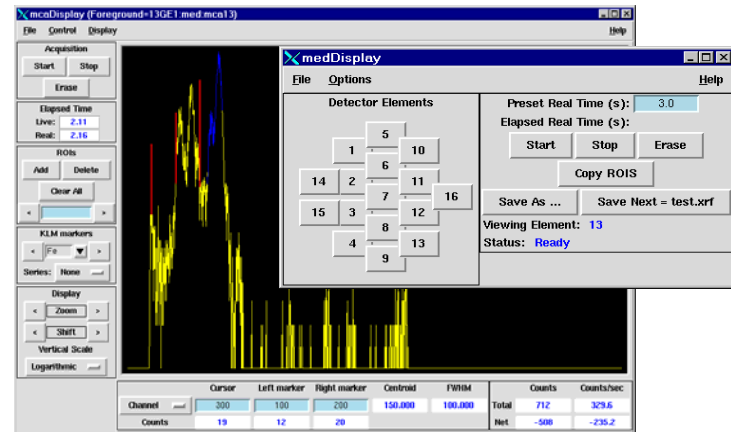 mcaDisplay (Foreground=13GE1:med:mca13)
File Control Display Help
Acquisition
Start Stop
Erase
Elapsed Time
Live: 2.11
Real: 2.16
ROIs
Add Delete
Clear All
< >
KLM markers
< Fe >
Series: None
Display
< Zoom >
< Shift >
Vertical Scale
Logarithmic
Cursor Left marker Right marker Centroid FWHM Counts Counts/sec
Channel 300 100 200 150.000 100.000 Total 712 329.6
Counts 19 12 20 Net -508 -235.2
medDisplay
File Options Help
Detector Elements
5
1 10
6
14 2 11
7 16
15 3 12
8
4 13
9
Preset Real Time (s): 3.0
Elapsed Real Time (s):
Start Stop Erase
Copy ROIS
Save As ... Save Next = test.xrf
Viewing Element: 13
Status: Ready